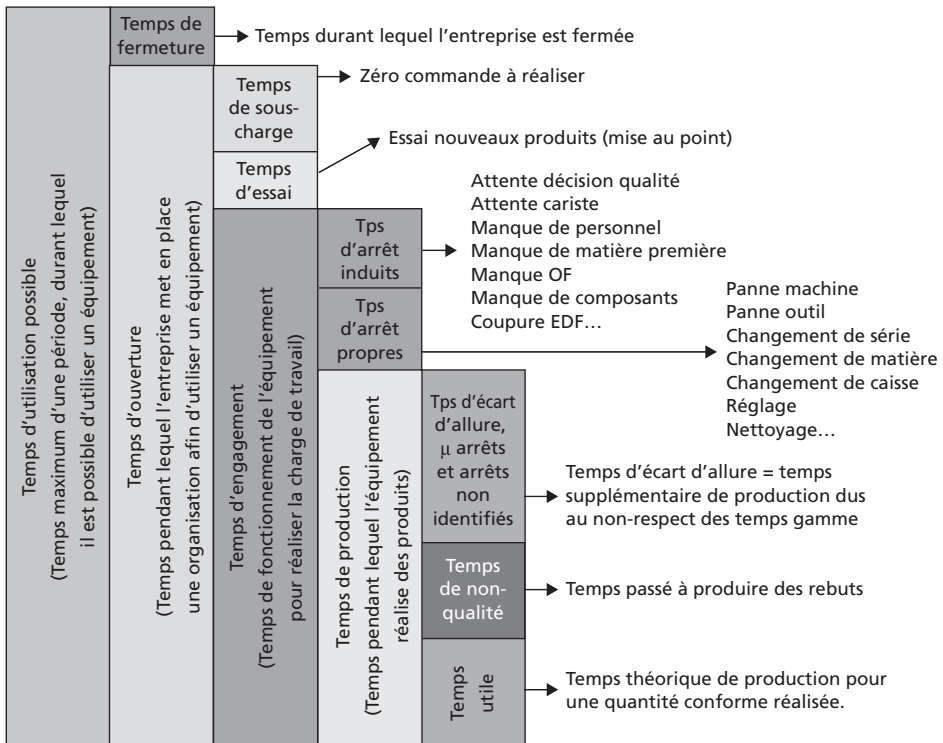 Temps de
fermeture
Temps durant lequel l'entreprise est fermée
Temps
de sous-
charge
Zéro commande à réaliser
Temps
d'essai
Essai nouveaux produits (mise au point)
Tps
d'arrêt
induits
Attente décision qualité
Attente cariste
Manque de personnel
Manque de matière première
Manque OF
Manque de composants
Coupure EDF…
Tps
d'arrêt
propres
Panne machine
Panne outil
Changement de série
Changement de matière
Changement de caisse
Réglage
Nettoyage…
Temps d'utilisation possible
(Temps maximum d'une période, durant lequel
il est possible d'utiliser un équipement)
Temps d'ouverture
(Temps pendant lequel l'entreprise met en place
une organisation afin d'utiliser un équipement)
Temps d'engagement
(Temps de fonctionnement de l'équipement
pour réaliser la charge de travail)
Temps de production
(Temps pendant lequel l'équipement
réalise des produits)
Tps d'écart
d'allure,
μ arrêts
et arrêts
non
identifiés
Temps d'écart d'allure = temps
supplémentaire de production dus
au non-respect des temps gamme
Temps
de non-
qualité
Temps passé à produire des rebuts
Temps
utile
Temps théorique de production pour
une quantité conforme réalisée.